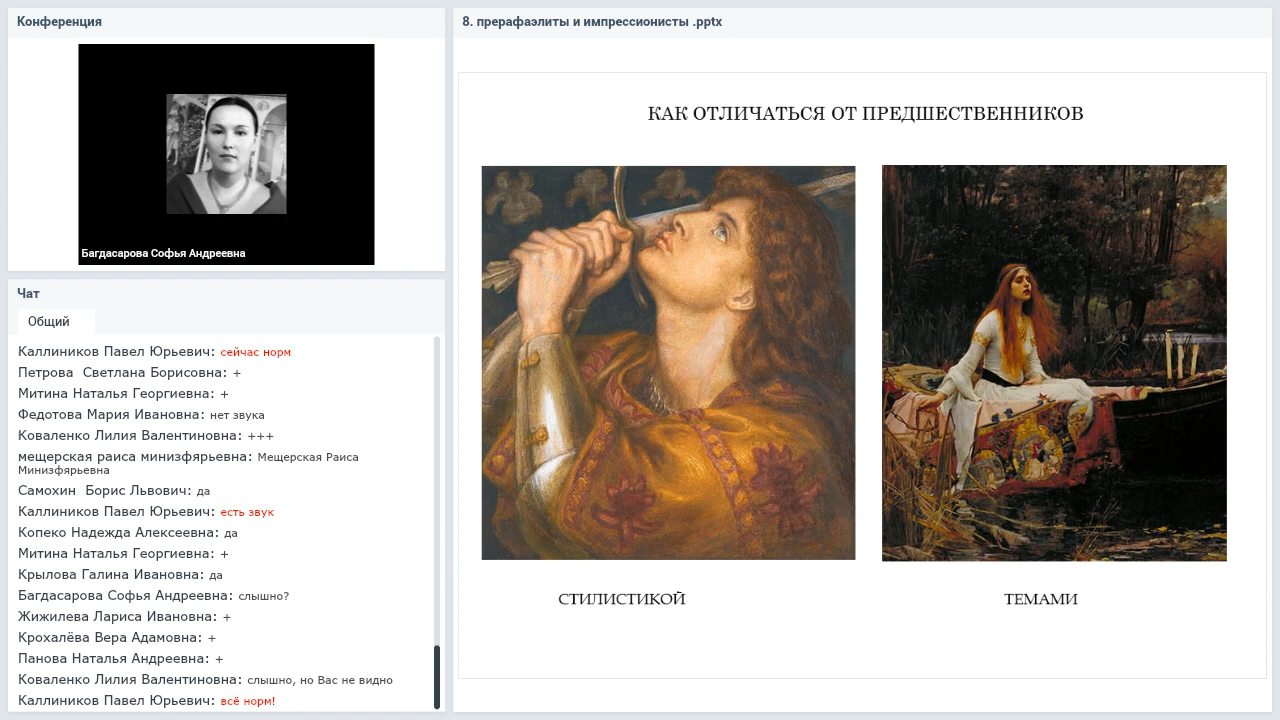 Конференция
Багдасарова Софья Андреевна
Чат
Общий
Каллиников Павел Юрьевич: сейчас норм
Петрова  Светлана Борисовна: +
Митина Наталья Георгиевна: +
Федотова Мария Ивановна: нет звука
Коваленко Лилия Валентиновна: +++
мещерская раиса минизфярьевна: Мещерская Раиса
Минизфярьевна
Самохин  Борис Львович: да
Каллиников Павел Юрьевич: есть звук
Копеко Надежда Алексеевна: да
Митина Наталья Георгиевна: +
Крылова Галина Ивановна: да
Багдасарова Софья Андреевна: слышно?
Жижилева Лариса Ивановна: +
Крохалёва Вера Адамовна: +
Панова Наталья Андреевна: +
Коваленко Лилия Валентиновна: слышно, но Вас не видно
Каллиников Павел Юрьевич: всё норм!
8. прерафаэлиты и импрессионисты .pptx
КАК ОТЛИЧАТЬСЯ ОТ ПРЕДШЕСТВЕННИКОВ
СТИЛИСТИКОЙ
ТЕМАМИ